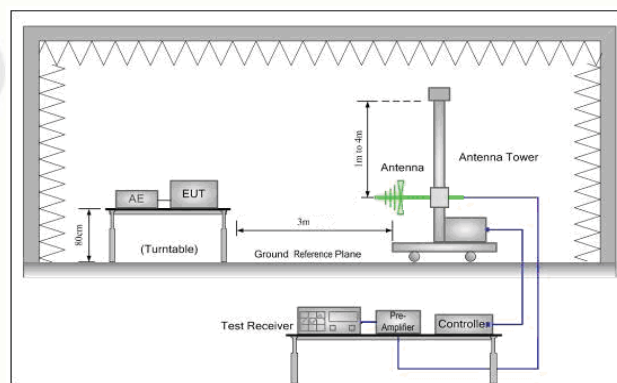 1m to 4m
Antenna
Antenna Tower
AE
EUT
80cm
(Turntable)
3m
Ground Reference Plane
Test Receiver
Pre-
Amplifier
Controller